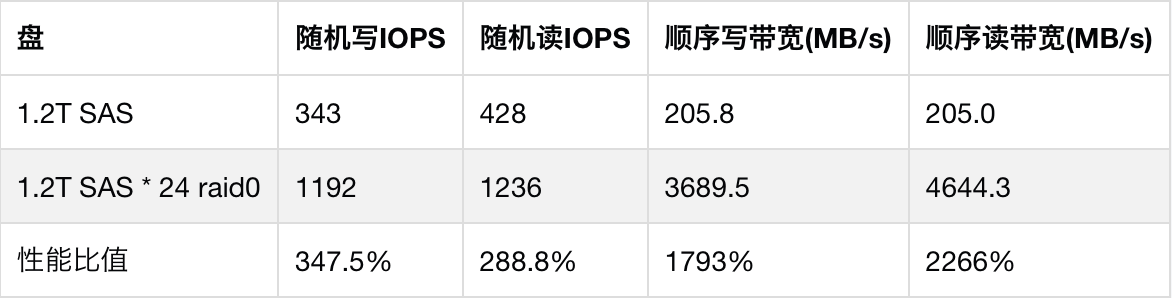 盘 随机写IOPS 随机读IOPS 顺序写带宽(MB/s) 顺序读带宽(MB/s)
1.2T SAS 343 428 205.8 205.0
1.2T SAS * 24 raid0 1192 1236 3689.5 4644.3
性能比值 347.5% 288.8% 1793% 2266%